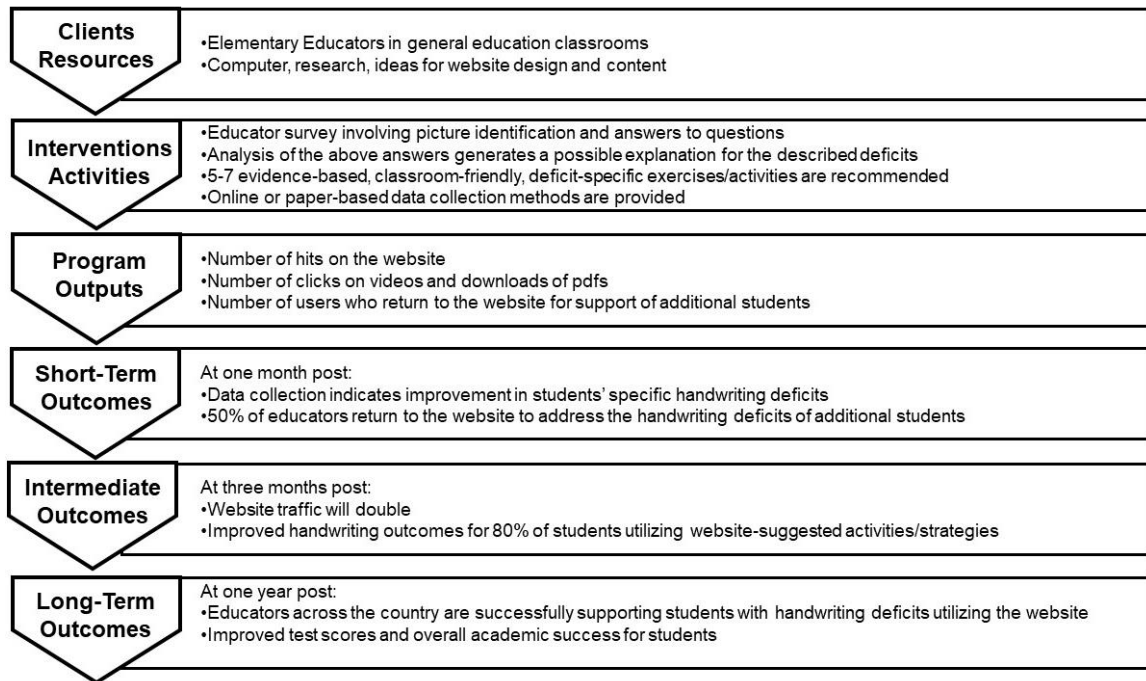 Clients
Resources
•Elementary Educators in general education classrooms
•Computer, research, ideas for website design and content
Interventions
Activities
•Educator survey involving picture identification and answers to questions
•Analysis of the above answers generates a possible explanation for the described deficits
•5-7 evidence-based, classroom-friendly, deficit-specific exercises/activities are recommended
•Online or paper-based data collection methods are provided
Program
Outputs
•Number of hits on the website
•Number of clicks on videos and downloads of pdfs
•Number of users who return to the website for support of additional students
Short-Term
Outcomes
At one month post:
•Data collection indicates improvement in students' specific handwriting deficits
•50% of educators return to the website to address the handwriting deficits of additional students
Intermediate
Outcomes
At three months post:
•Website traffic will double
•Improved handwriting outcomes for 80% of students utilizing website-suggested activities/strategies
Long-Term
Outcomes
At one year post:
•Educators across the country are successfully supporting students with handwriting deficits utilizing the website
•Improved test scores and overall academic success for students